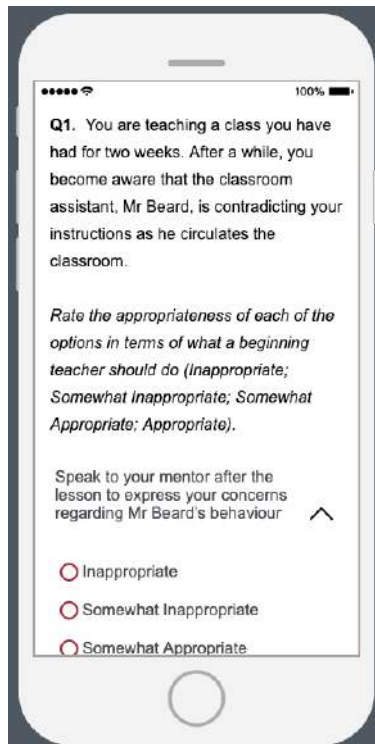 100%
Q1. You are teaching a class you have
had for two weeks. After a while, you
become aware that the classroom
assistant, Mr Beard, is contradicting your
instructions as he circulates the
classroom.
Rate the appropriateness of each of the
options in terms of what a beginning
teacher should do (Inappropriate;
Somewhat Inappropriate; Somewhat
Appropriate; Appropriate).
Speak to your mentor after the
lesson to express your concerns
regarding Mr Beard's behaviour
Inappropriate
Somewhat Inappropriate
Somewhat Appropriate